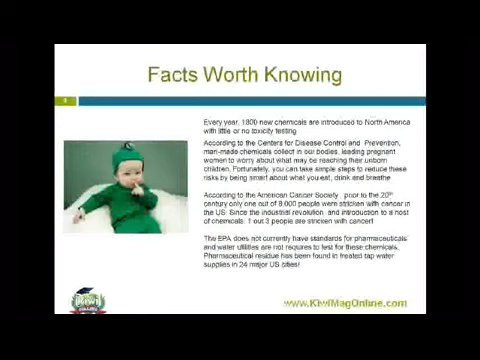 Facts Worth Knowing
Every year, 1800 new chemicals are introduced to North America
with little or no toxicity testing
According to the Centers for Disease Control and Prevention,
man-made chemicals collect in our bodies, leading pregnant
women to worry about what may be reaching their unborn
children. Fortunately, you can take simple steps to reduce these
risks by being smart about what you eat, drink and breathe
According to the American Cancer Society prior to the 20th
century only one out of 8,000 people were stricken with cancer in
the US. Since the industrial revolution and introduction to a host
of chemicals, 1 out 3 people are stricken with cancer!
The EPA does not currently have standards for pharmaceuticals
and water utilities are not requires to test for these chemicals.
Pharmaceutical residue has been found in treated tap water
supplies in 24 major US cities!
Kiwi
COLLEGE
www.KiwiMagOnline.com